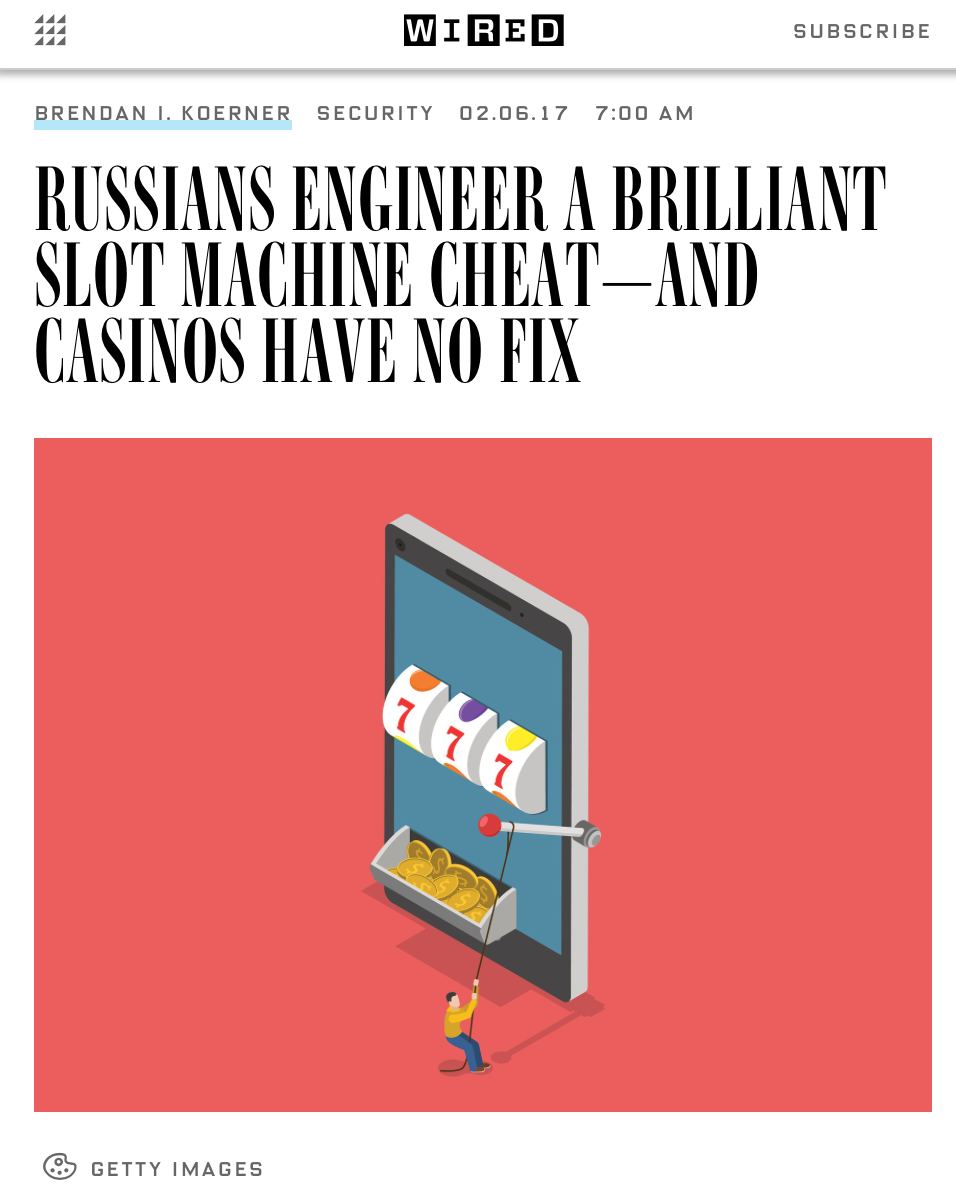 WIRED
SUBSCRIBE
BRENDAN I. KOERNER SECURITY 02.06.17 7:00 AM
RUSSIANS ENGINEER A BRILLIANT
SLOT MACHINE CHEAT—AND
CASINOS HAVE NO FIX
7 7 7
GETTY IMAGES